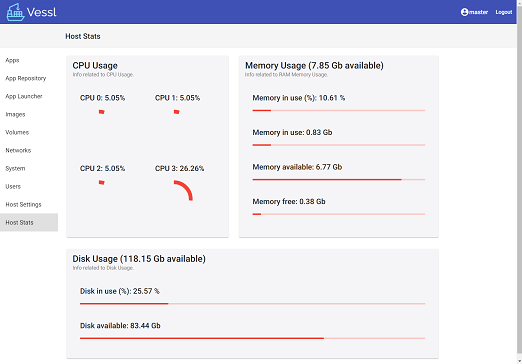 Vessl
master
Logout
Host Stats
Apps
App Repository
App Launcher
Images
Volumes
Networks
System
Users
Host Settings
Host Stats
CPU Usage
Info related to CPU Usage.
CPU 0: 5.05%
CPU 1: 5.05%
CPU 2: 5.05%
CPU 3: 26.26%
Memory Usage (7.85 Gb available)
Info related to RAM Memory Usage.
Memory in use (%): 10.61 %
Memory in use: 0.83 Gb
Memory available: 6.77 Gb
Memory free: 0.38 Gb
Disk Usage (118.15 Gb available)
Info related to Disk Usage.
Disk in use (%): 25.57 %
Disk available: 83.44 Gb